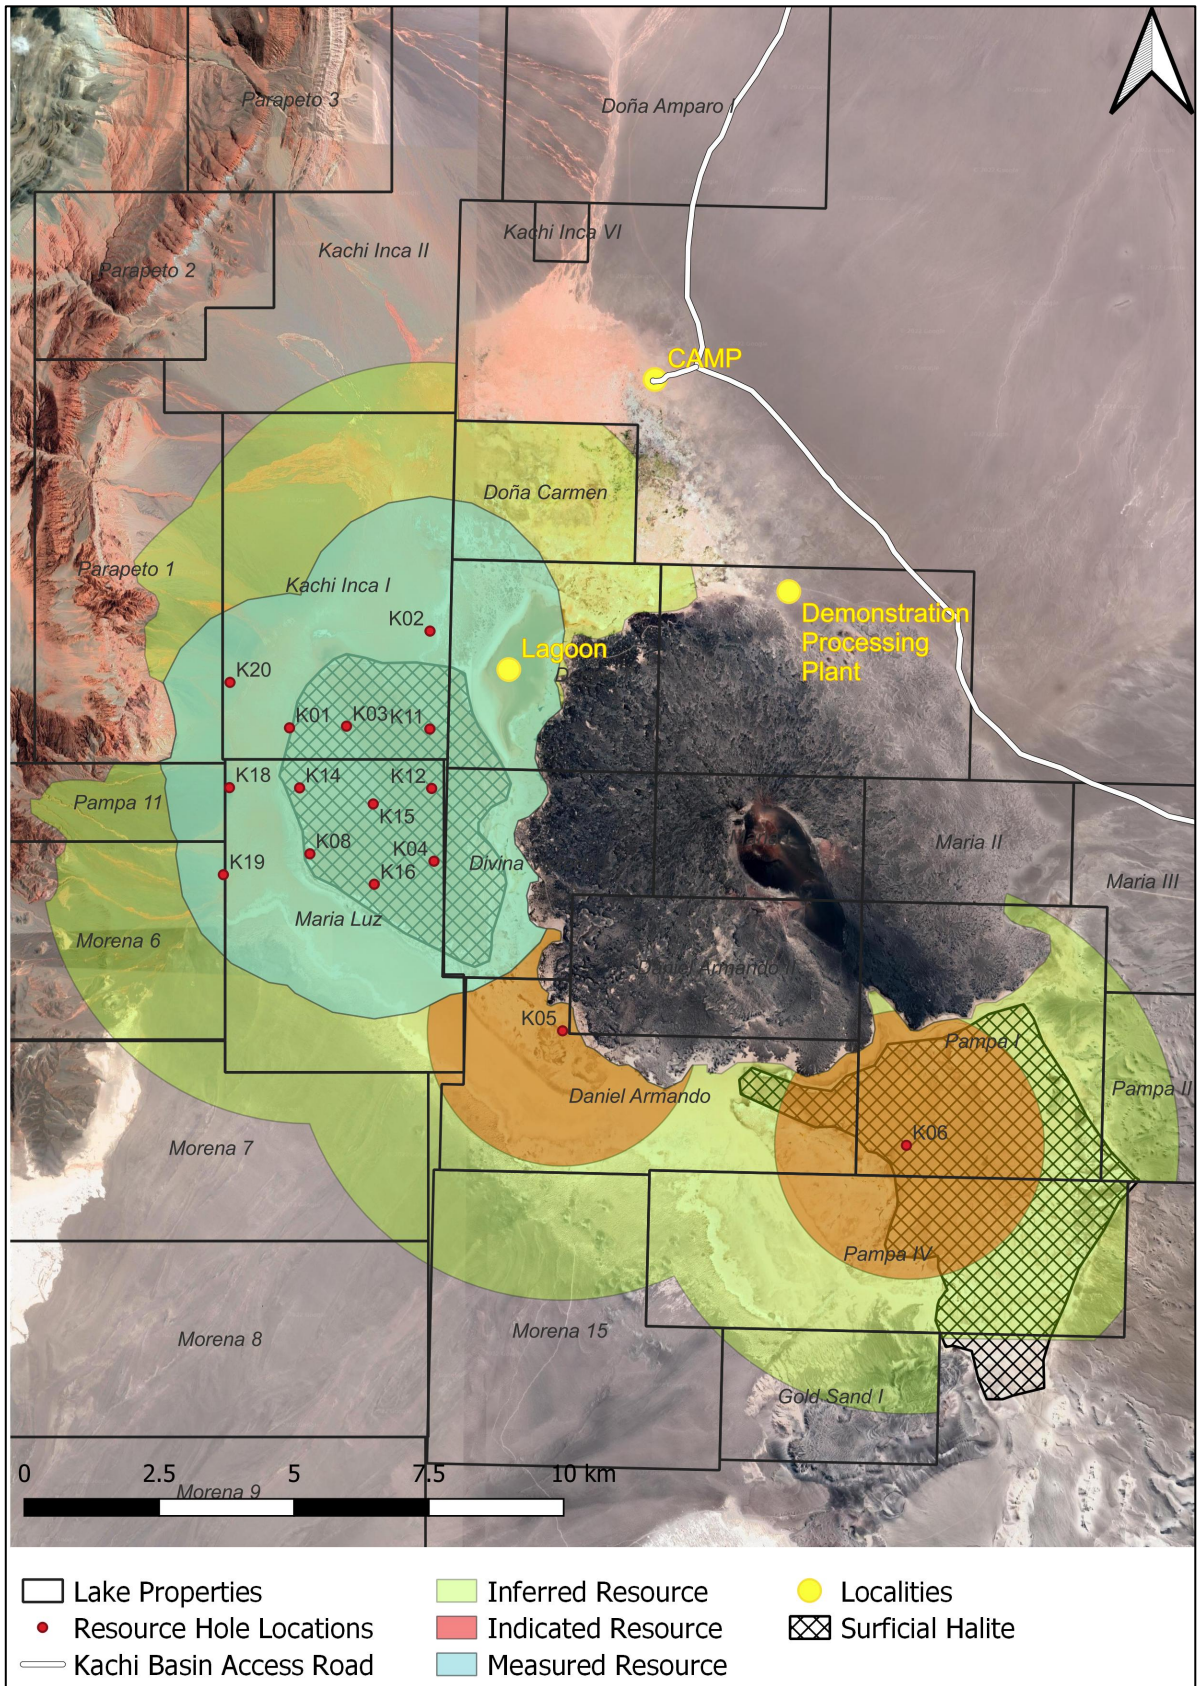 Parapeto 3
Doña Amparo I
Kachi Inca VI
Kachi Inca II
Parapeto 2
CAMP
Doña Carmen
Parapeto 1
Kachi Inca I
K02
Demonstration
Processing
Plant
Lagoon
K20
K01
K03
K11
K18
K14
K12
Pampa 11
K15
Maria II
K08
K04
K19
K16
Divina
Maria III
Maria Luz
Morena 6
Daniel Armando II
K05
Pampa I
Daniel Armando
Pampa II
K06
Morena 7
Pampa IV
Morena 15
Morena 8
Gold Sand I
0 2.5 5 7.5 10 km
Morena 9
Lake Properties
Resource Hole Locations
Kachi Basin Access Road
Inferred Resource
Indicated Resource
Measured Resource
Localities
Surficial Halite